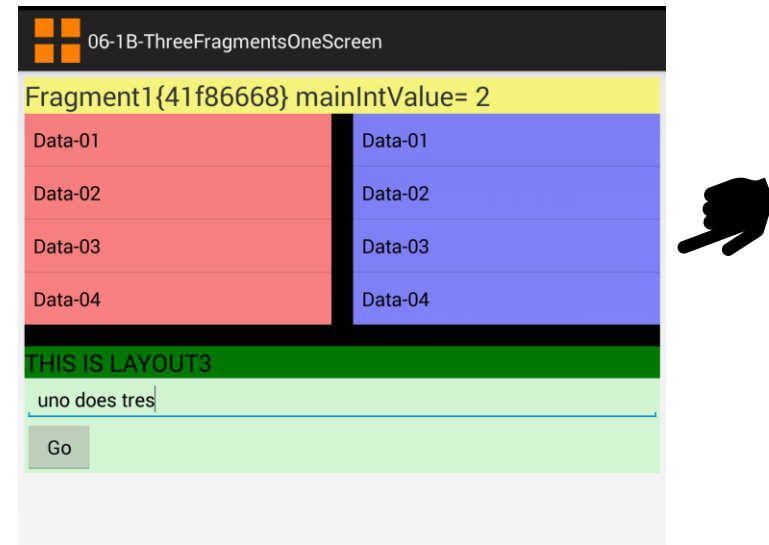 06-1B-ThreeFragmentsOneScreen
Fragment1{41f86668} mainIntValue= 2
Data-01 Data-01
Data-02 Data-02
Data-03 Data-03
Data-04 Data-04
THIS IS LAYOUT3
uno does tres
Go